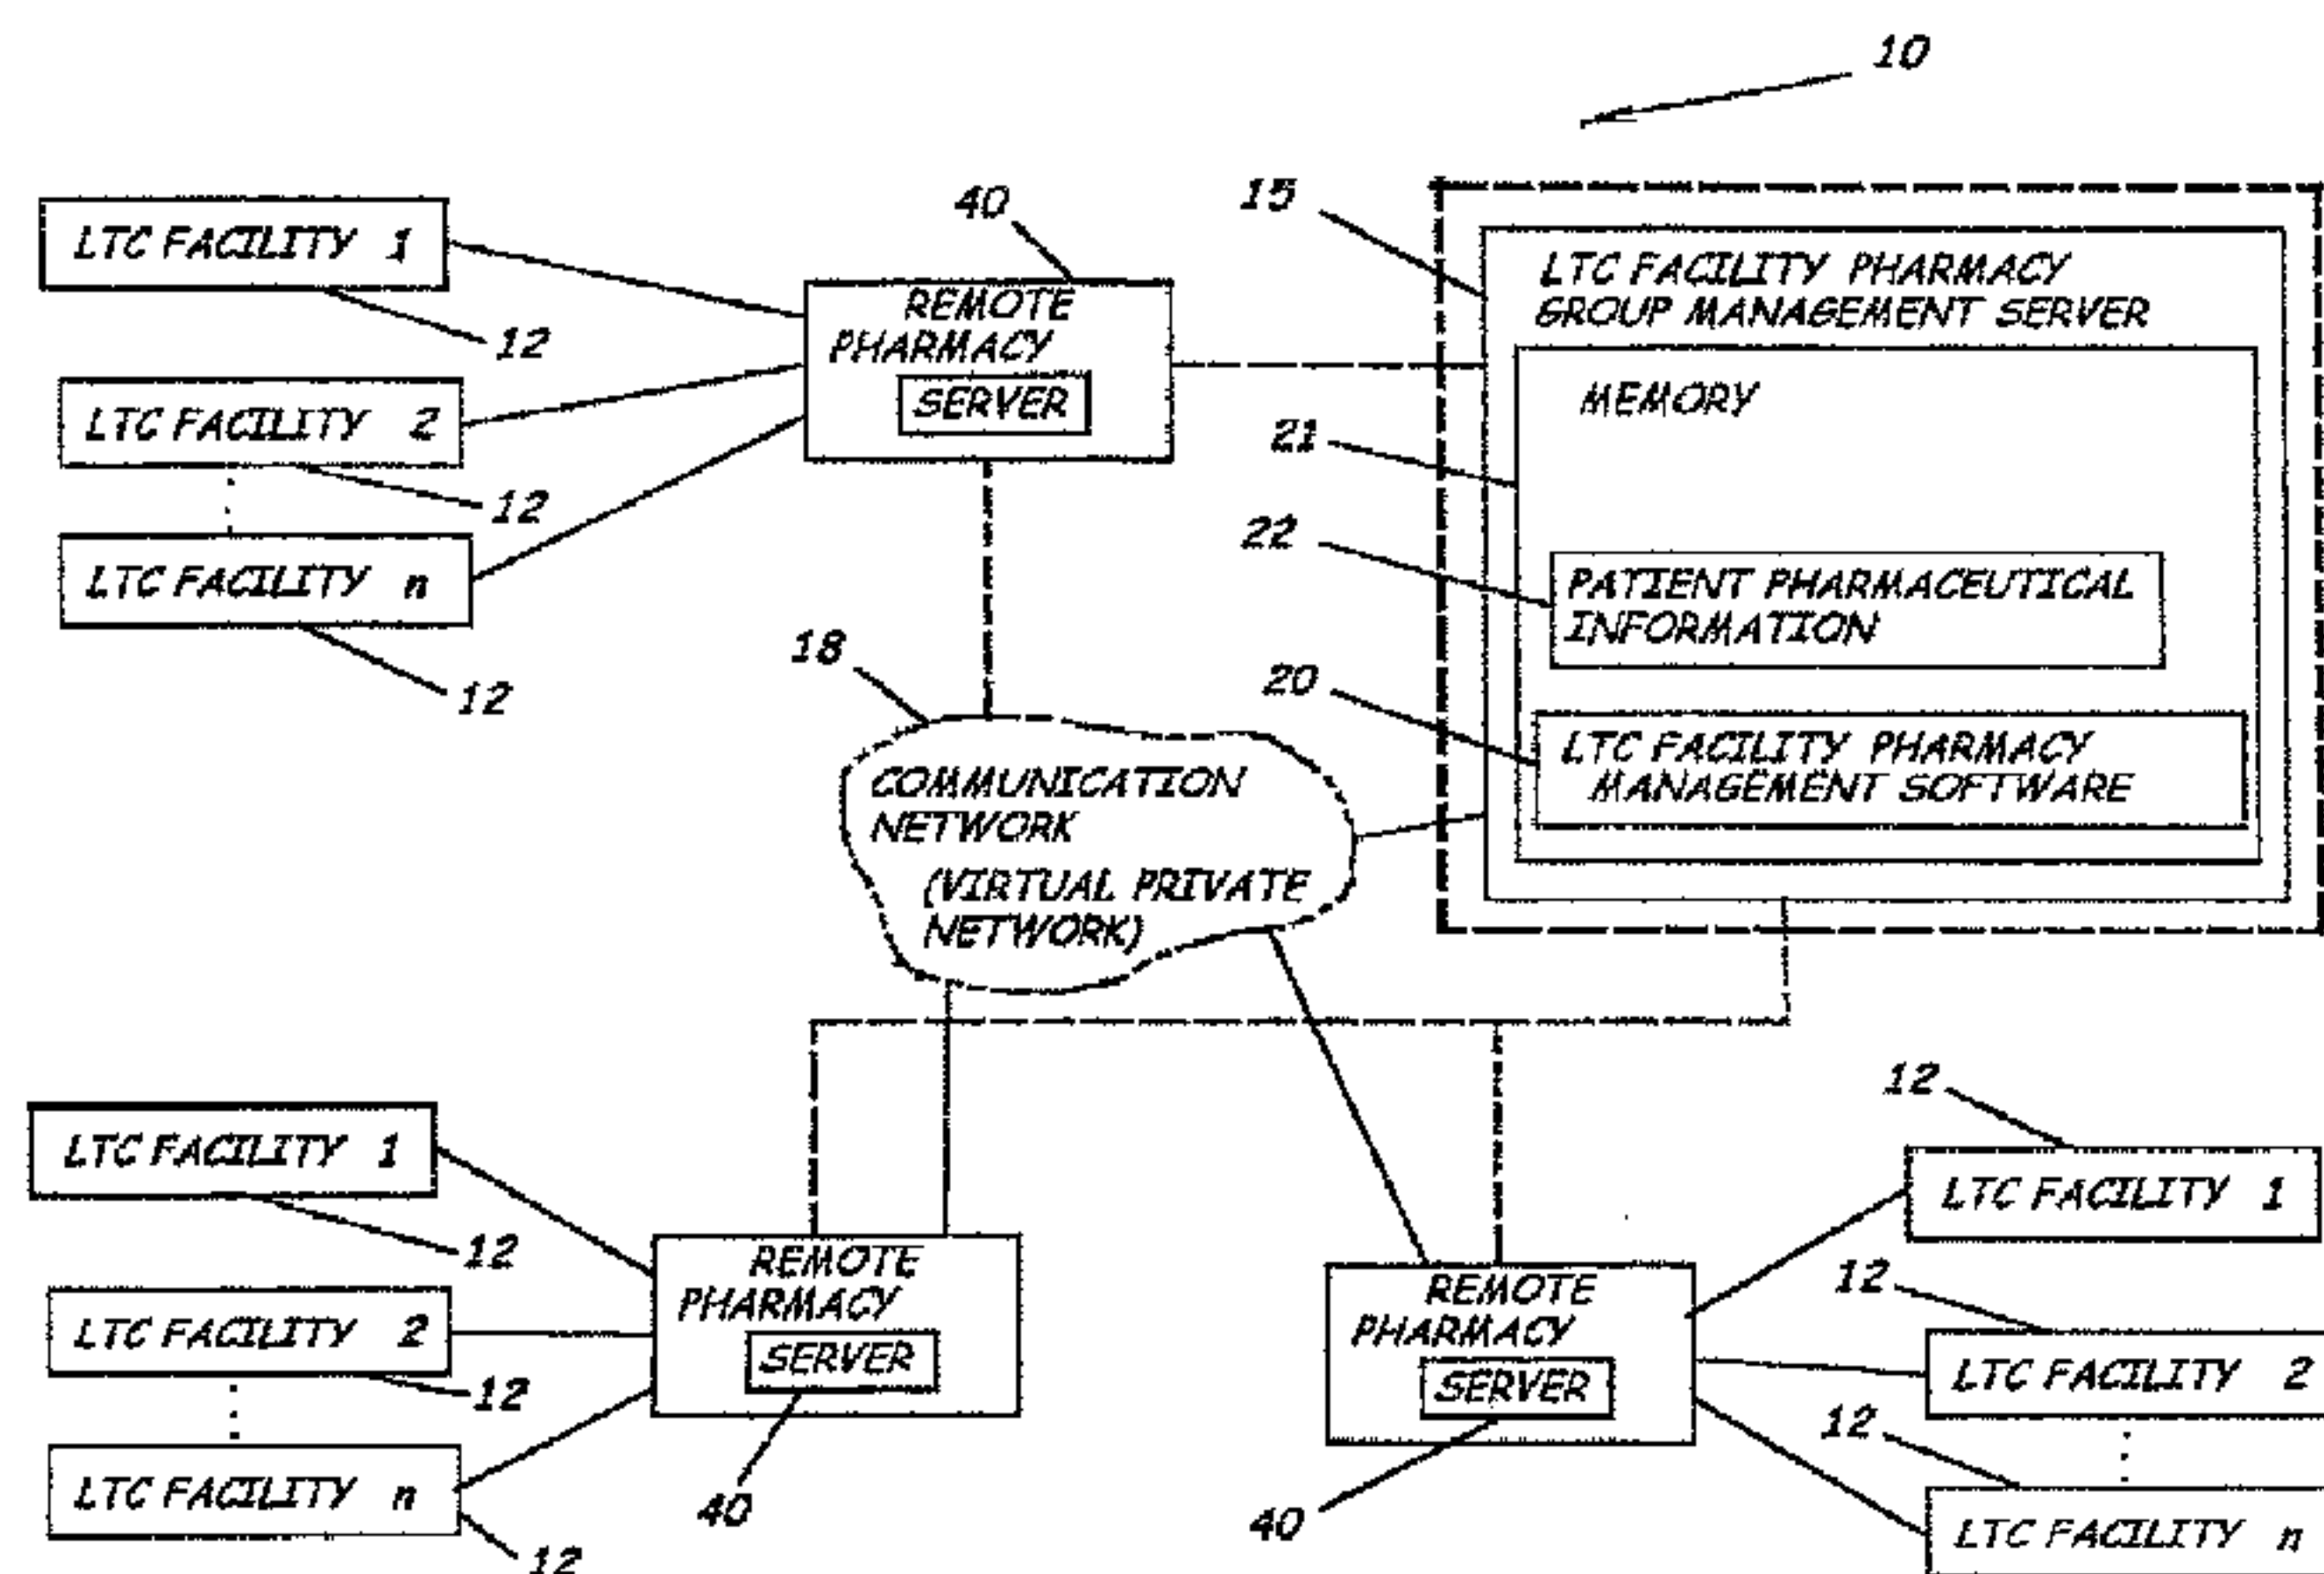 10
LTC FACILITY 1
12
LTC FACILITY 2
12
LTC FACILITY n
12
40
REMOTE
PHARMACY
SERVER
15
LTC FACILITY PHARMACY
GROUP MANAGEMENT SERVER
21
MEMORY
22
PATIENT PHARMACEUTICAL
INFORMATION
20
LTC FACILITY PHARMACY
MANAGEMENT SOFTWARE
18
COMMUNICATION
NETWORK
(VIRTUAL PRIVATE
NETWORK)
LTC FACILITY 1
12
LTC FACILITY 2
12
LTC FACILITY n
12
REMOTE
PHARMACY
SERVER
40
REMOTE
PHARMACY
SERVER
40
12
LTC FACILITY 1
12
LTC FACILITY 2
12
LTC FACILITY n